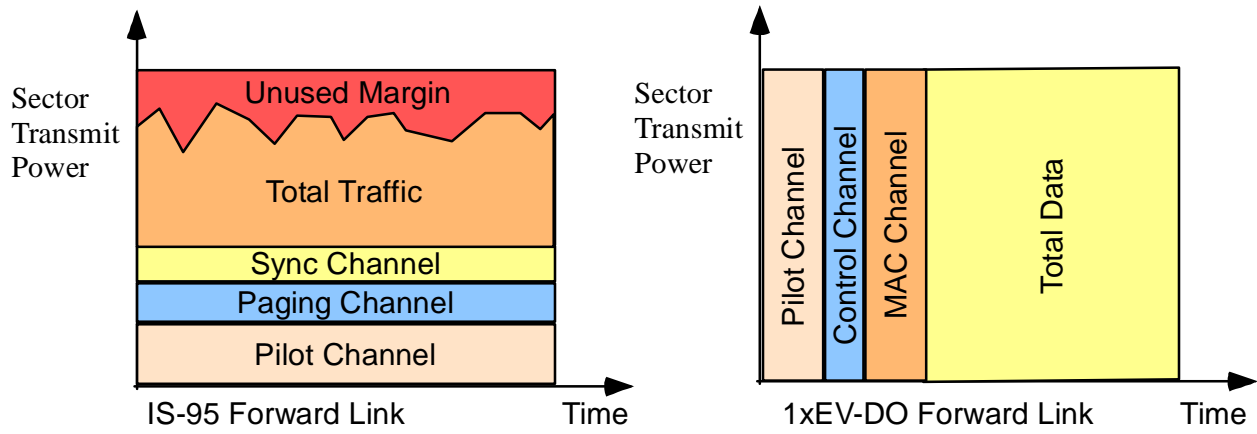 Sector
Transmit
Power
Unused Margin
Total Traffic
Sync Channel
Paging Channel
Pilot Channel
IS-95 Forward Link
Time
Sector
Transmit
Power
Pilot Channel
Control Channel
MAC Channel
Total Data
1xEV-DO Forward Link
Time